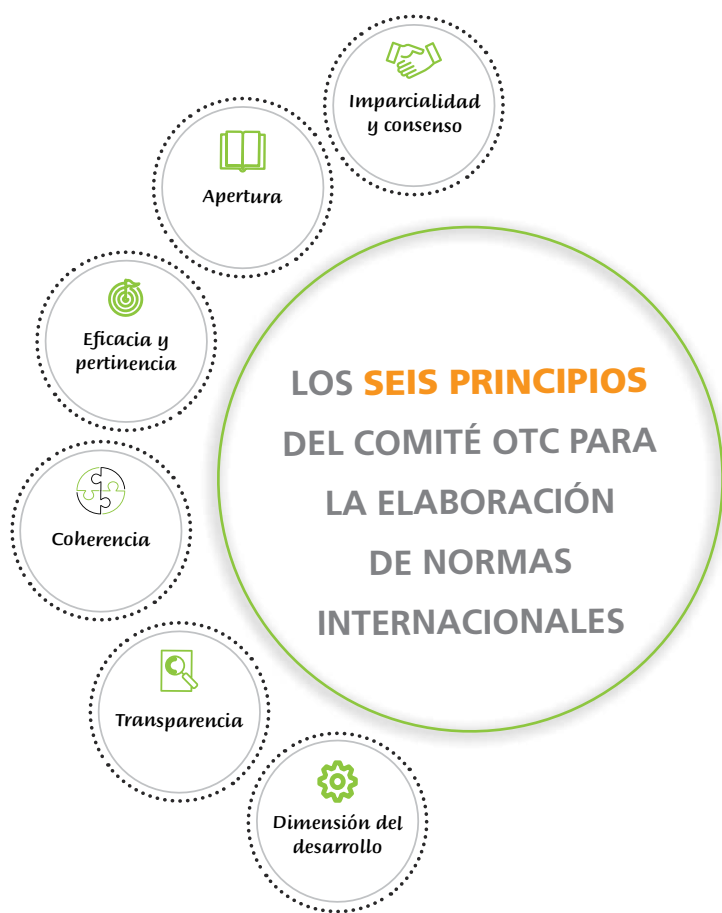 Imparcialidad
y consenso
Apertura
Eficacia y
pertinencia
Coherencia
Transparencia
Dimensión del
desarrollo
LOS SEIS PRINCIPIOS
DEL COMITÉ OTC PARA
LA ELABORACIÓN
DE NORMAS
INTERNACIONALES